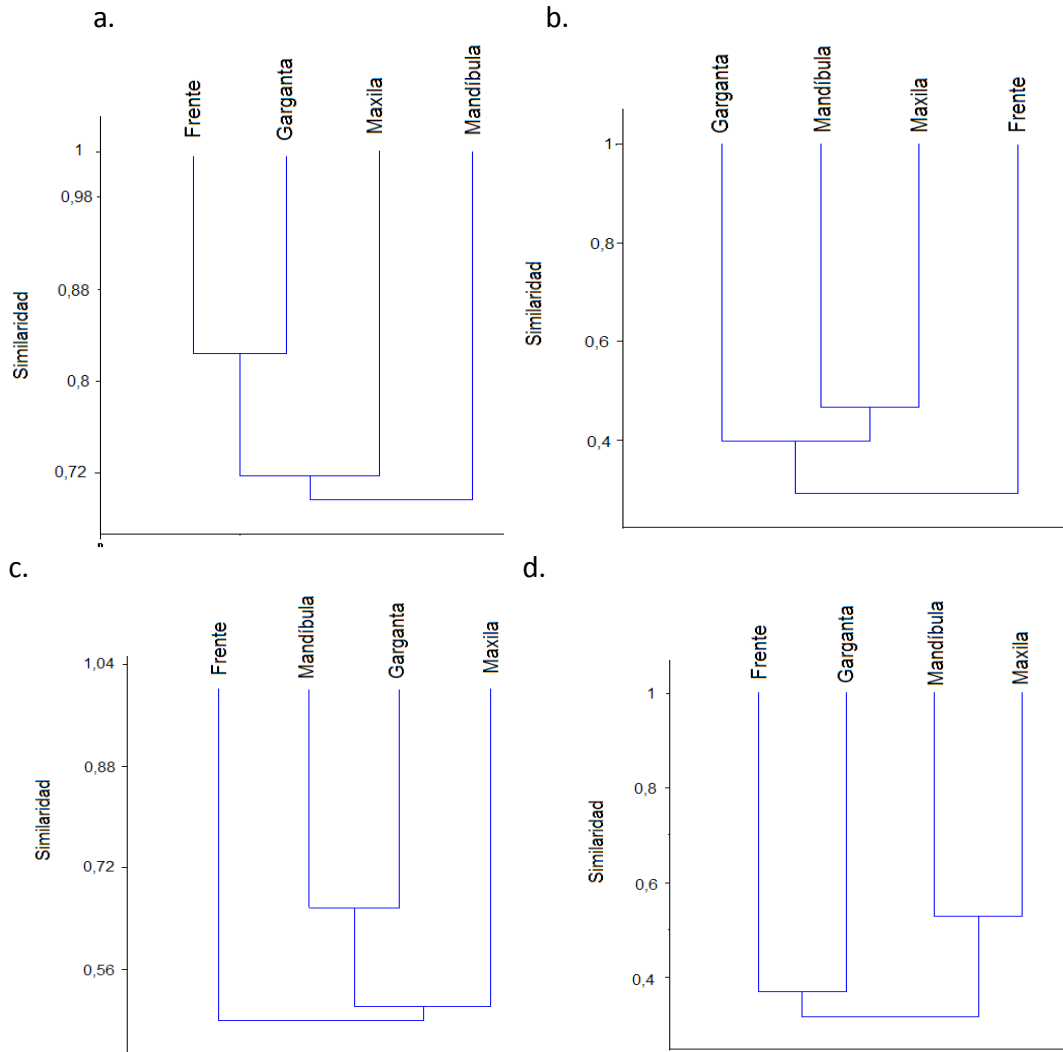 a.
Frente
Garganta
Maxila
Mandíbula
1
0,98
0,88
0,8
0,72
Similaridad
b.
Garganta
Mandíbula
Maxila
Frente
1
0,8
0,6
0,4
Similaridad
c.
Frente
Mandíbula
Garganta
Maxila
1,04
0,88
0,72
0,56
Similaridad
d.
Frente
Garganta
Mandíbula
Maxila
1
0,8
0,6
0,4
Similaridad